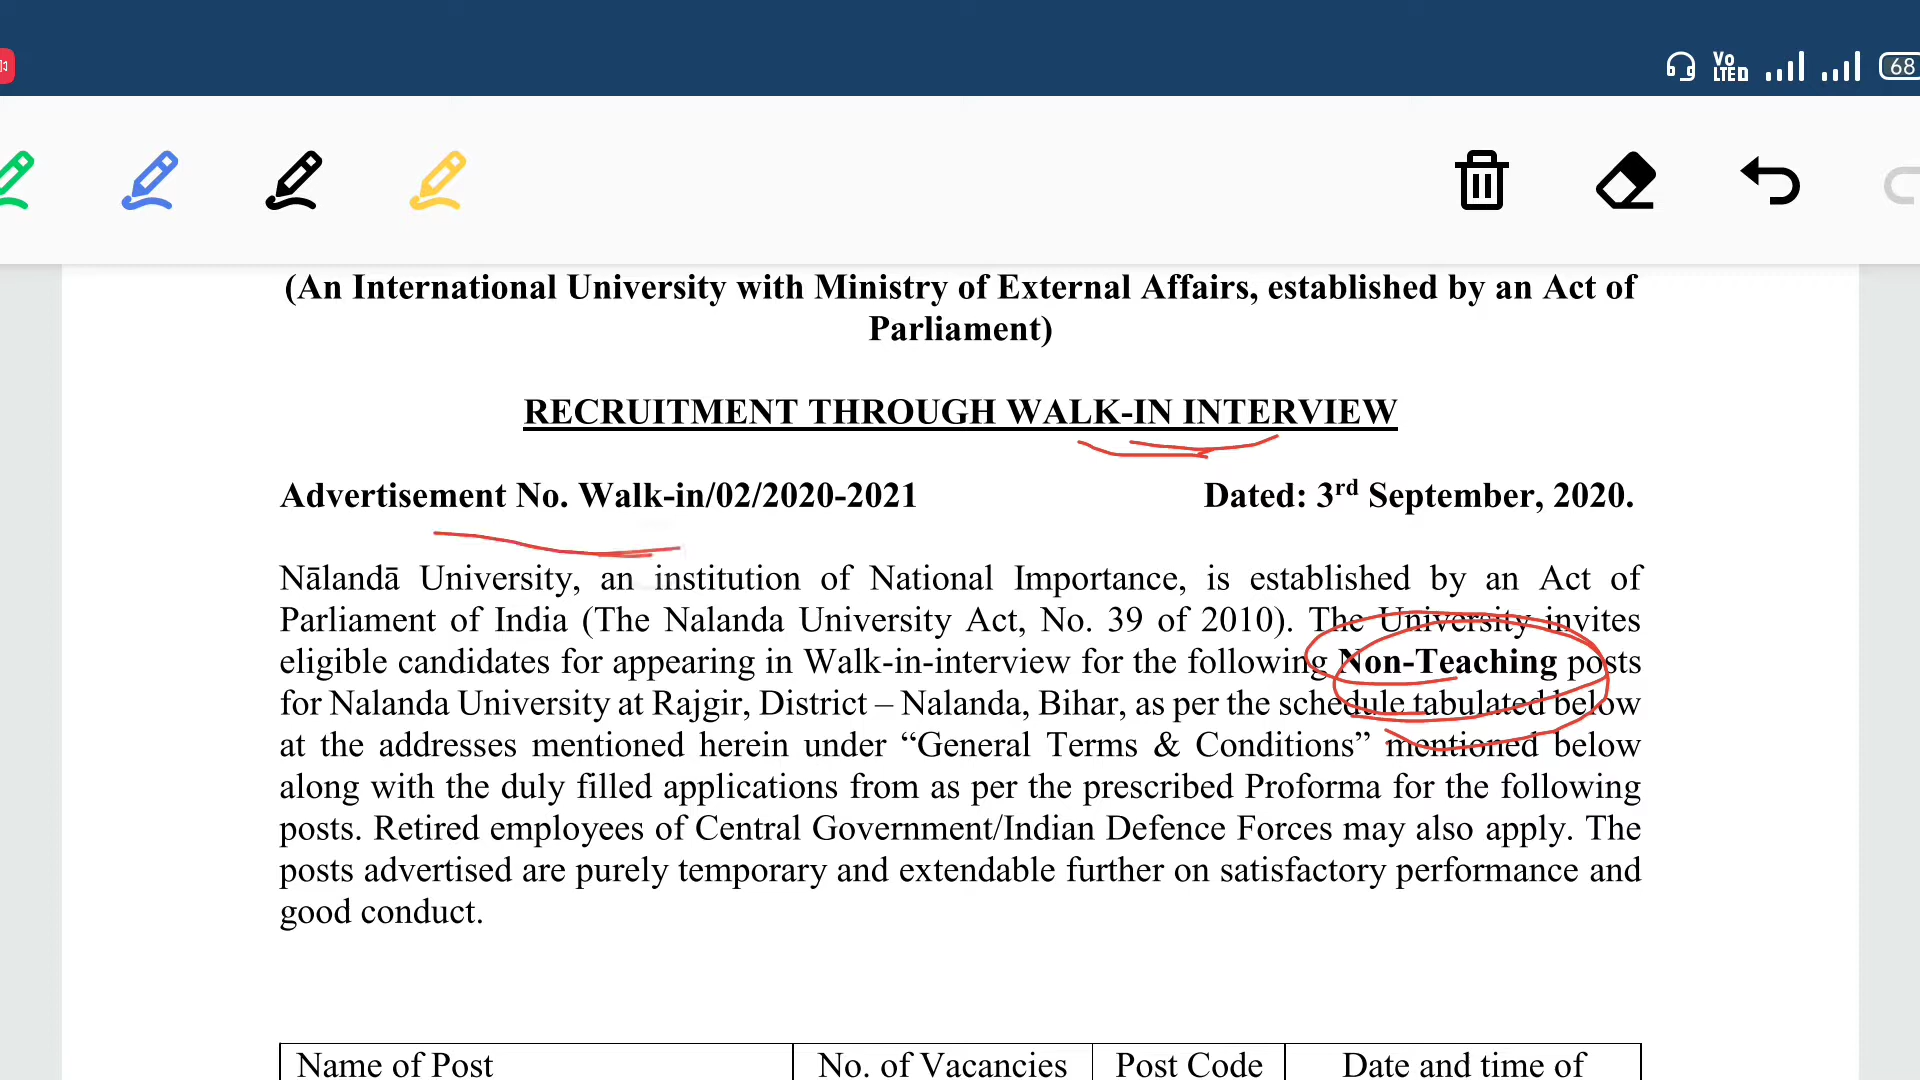 Vo
LTED
68
(An International University with Ministry of External Affairs, established by an Act of
Parliament)
RECRUITMENT THROUGH WALK-IN INTERVIEW
Advertisement No. Walk-in/02/2020-2021 Dated: 3rd September, 2020.
Nālandā University, an institution of National Importance, is established by an Act of
Parliament of India (The Nalanda University Act, No. 39 of 2010). The University invites
eligible candidates for appearing in Walk-in-interview for the following Non-Teaching posts
for Nalanda University at Rajgir, District – Nalanda, Bihar, as per the schedule tabulated below
at the addresses mentioned herein under “General Terms & Conditions” mentioned below
along with the duly filled applications from as per the prescribed Proforma for the following
posts. Retired employees of Central Government/Indian Defence Forces may also apply. The
posts advertised are purely temporary and extendable further on satisfactory performance and
good conduct.
Name of Post No. of Vacancies Post Code Date and time of